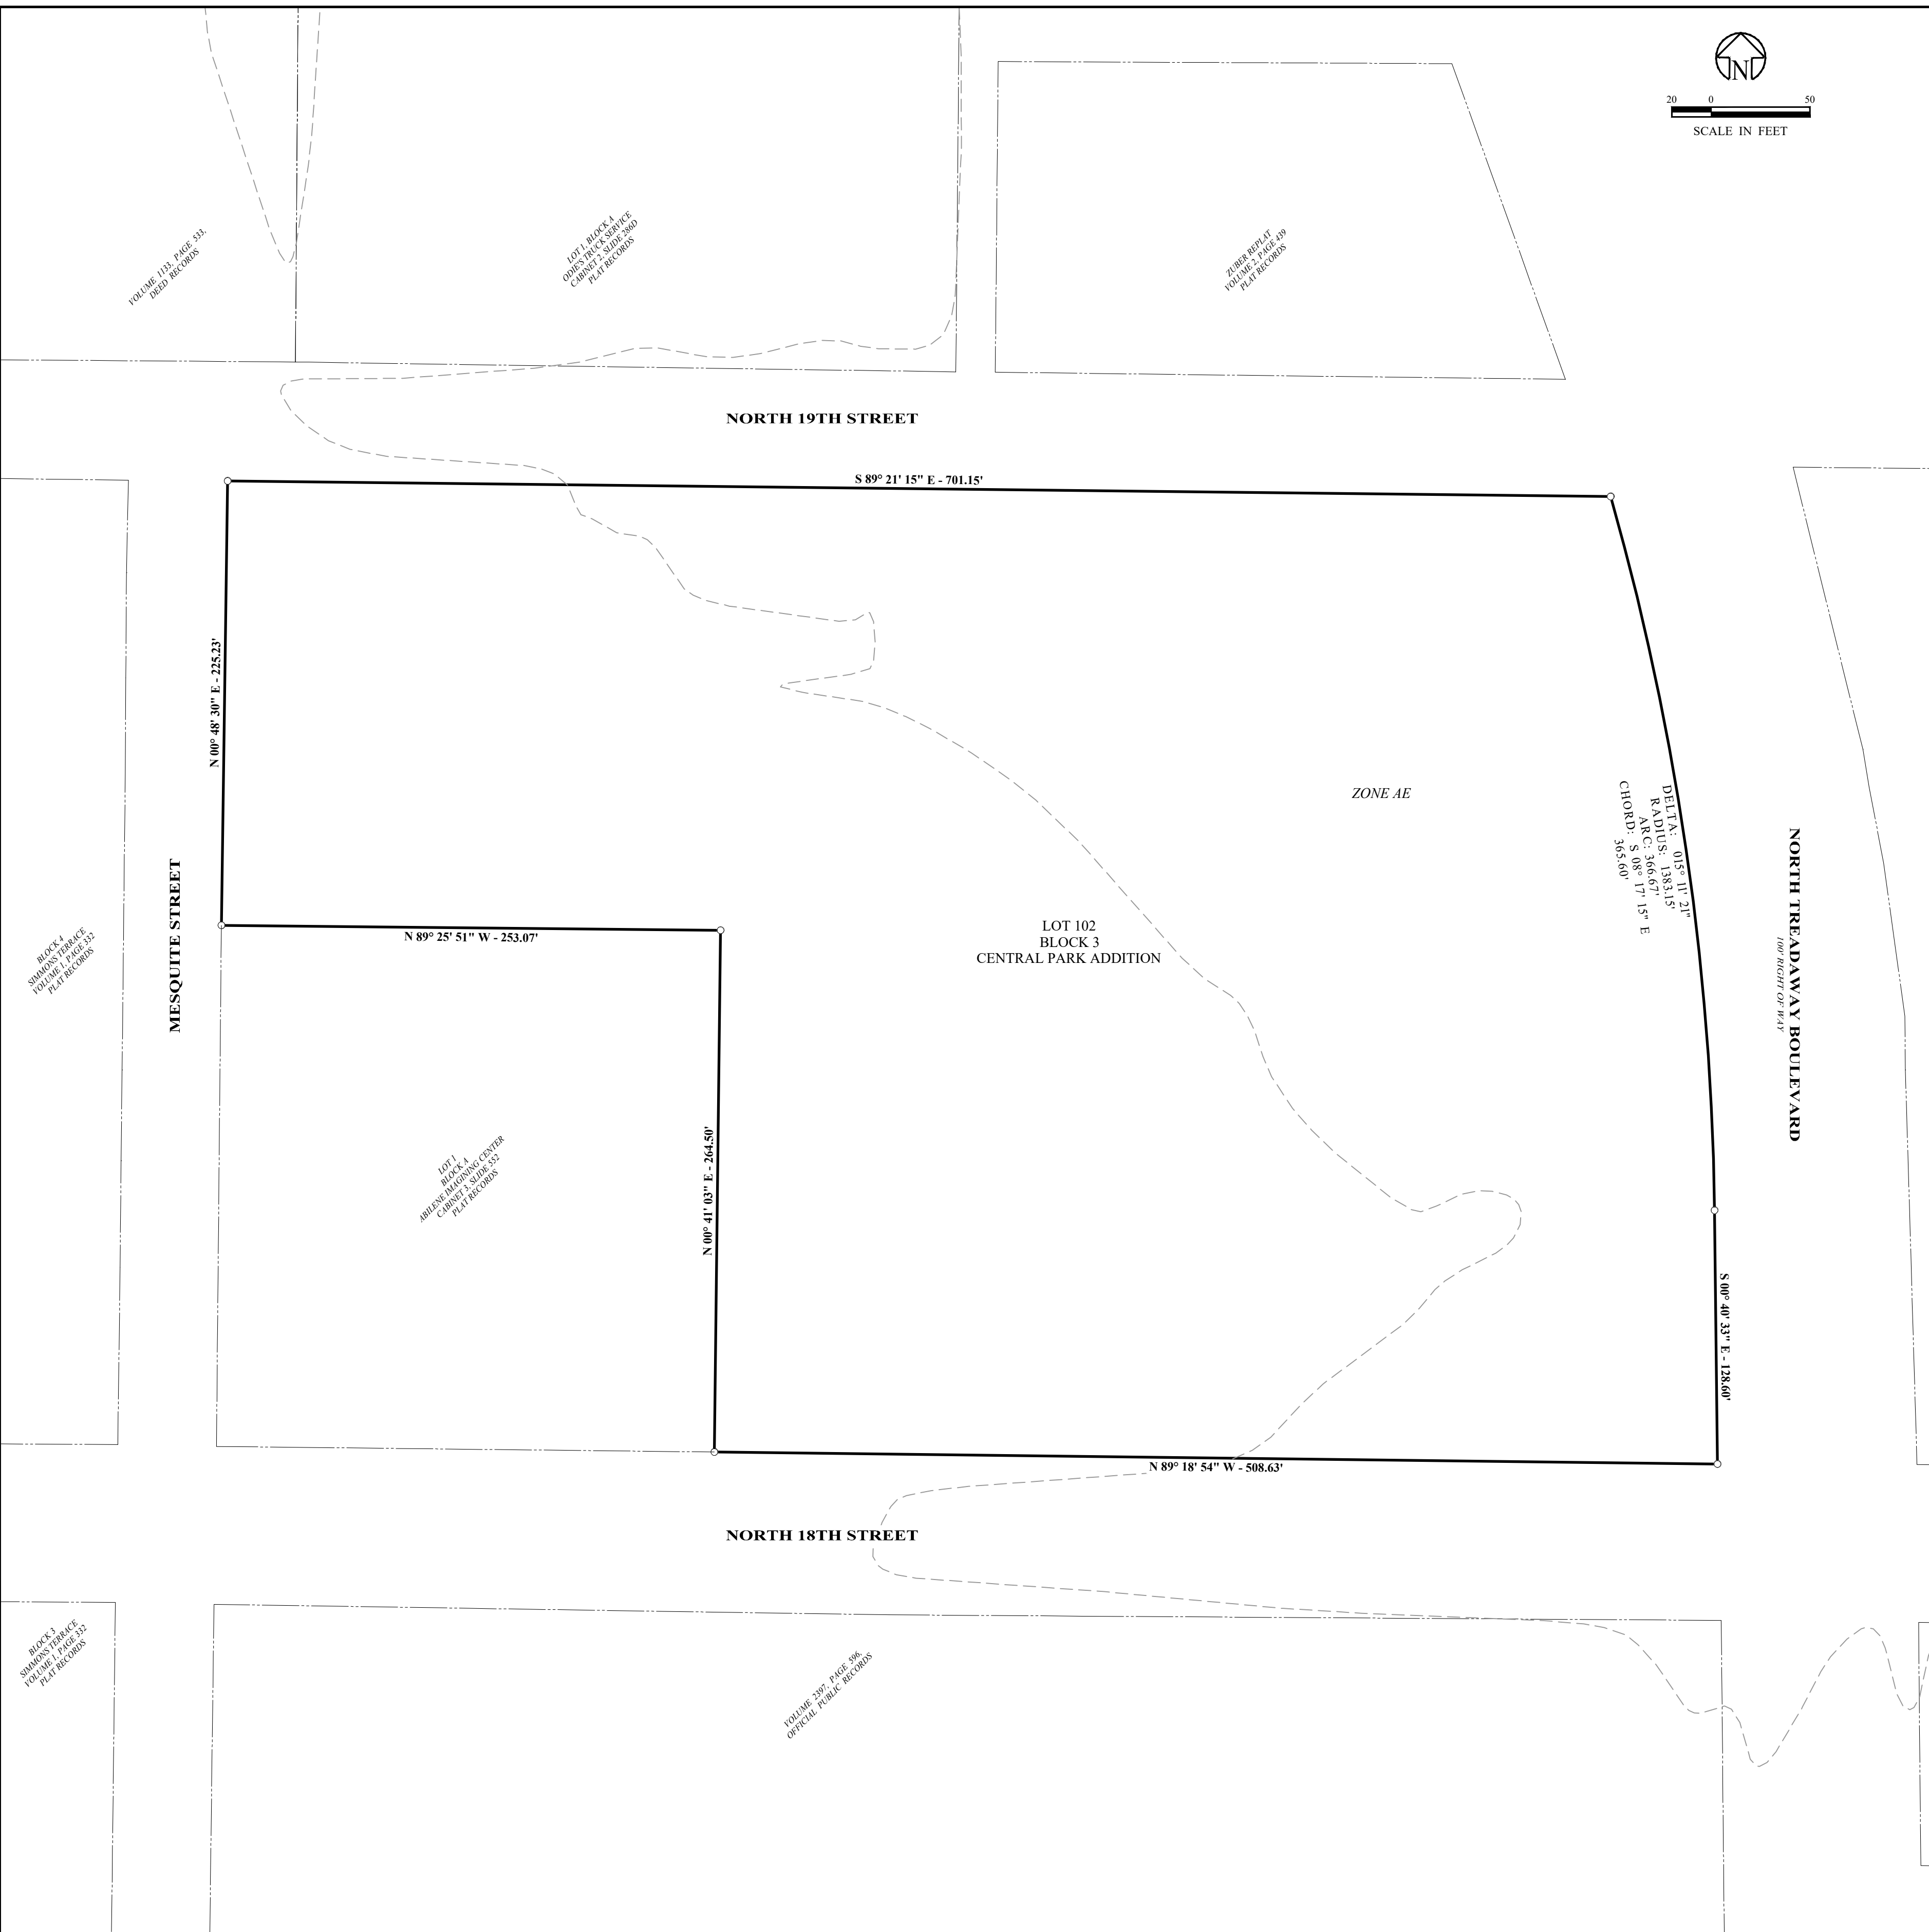 N
20 0 50
SCALE IN FEET
VOLUME 1133, PAGE 533,
DEED RECORDS
LOT 1, BLOCK A
ODIE'S TRUCK SERVICE
CABINET 2, SLIDE 286D
PLAT RECORDS
ZUBER REPLAT
VOLUME 2, PAGE 439
PLAT RECORDS
NORTH 19TH STREET
S 89° 21' 15" E - 701.15'
N 00° 48' 30" E - 225.23'
ZONE AE
DELTA: 015° 11' 21"
RADIUS: 1383.15'
ARC: 366.67'
CHORD: S 08° 17' 15" E
365.60'
NORTH TREADAWAY BOULEVARD
100' RIGHT OF WAY
MESQUITE STREET
BLOCK 4
SIMMONS TERRACE
VOLUME 1, PAGE 332
PLAT RECORDS
N 89° 25' 51" W - 253.07'
LOT 102
BLOCK 3
CENTRAL PARK ADDITION
LOT 1
BLOCK A
ABILENE IMAGINING CENTER
CABINET 3, SLIDE 552
PLAT RECORDS
N 00° 41' 03" E - 264.50'
S 00° 40' 33" E - 128.60'
N 89° 18' 54" W - 508.63'
NORTH 18TH STREET
BLOCK 3
SIMMONS TERRACE
VOLUME 1, PAGE 332
PLAT RECORDS
VOLUME 2397, PAGE 596,
OFFICIAL PUBLIC RECORDS